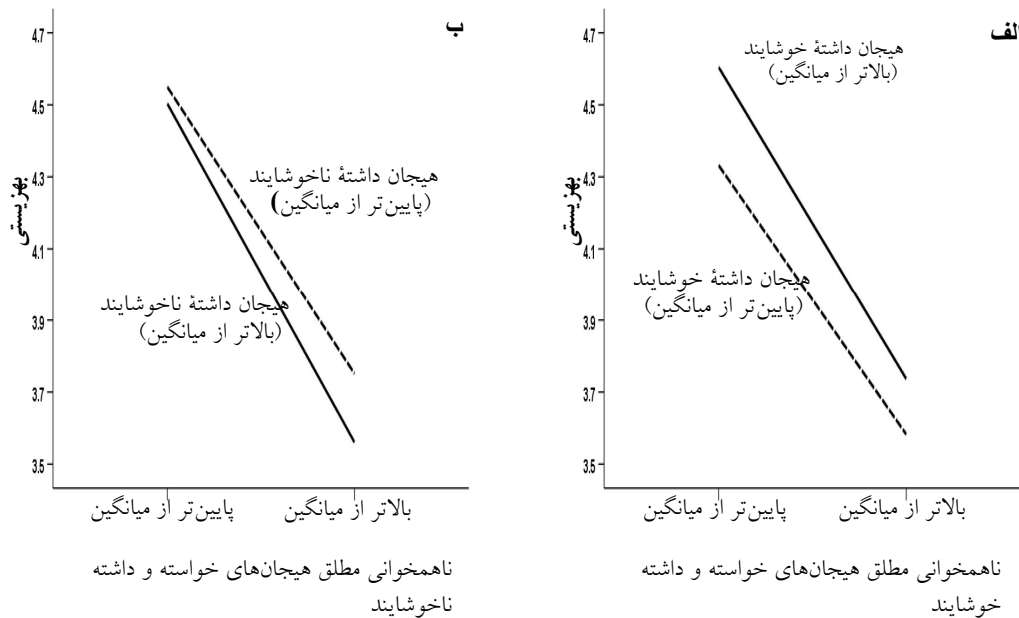 الف
هیجان داشتهٔ خوشایند
(بالاتر از میانگین)
4.7
4.5
4.3
4.1
3.9
3.7
3.5
بهزیستی
هیجان داشتهٔ خوشایند
(پایین‌تر از میانگین)
پایین‌تر از میانگین
بالاتر از میانگین
ناهمخوانی مطلق هیجان‌های خواسته و داشته
خوشایند
ب
4.7
4.5
4.3
4.1
3.9
3.7
3.5
بهزیستی
هیجان داشتهٔ ناخوشایند
(پایین‌تر از میانگین)
هیجان داشتهٔ ناخوشایند
(بالاتر از میانگین)
پایین‌تر از میانگین
بالاتر از میانگین
ناهمخوانی مطلق هیجان‌های خواسته و داشته
ناخوشایند